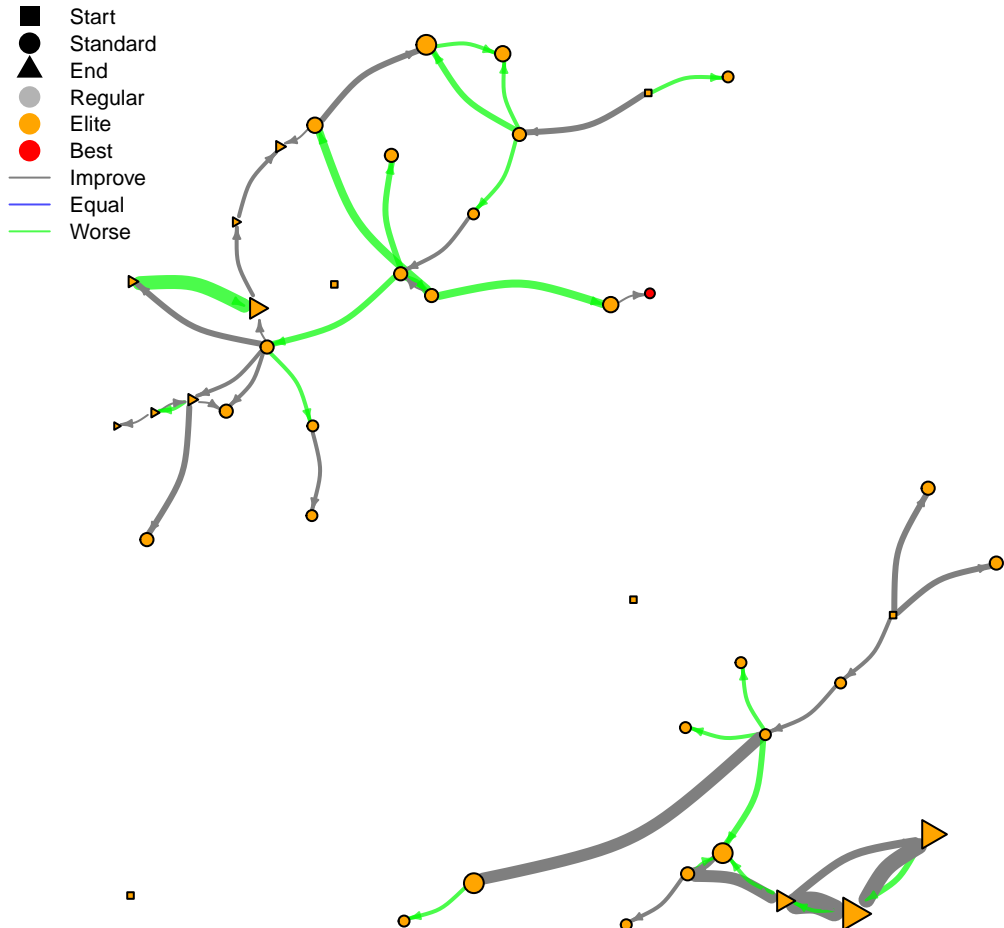 Start
Standard
End
Regular
Elite
Best
Improve
Equal
Worse